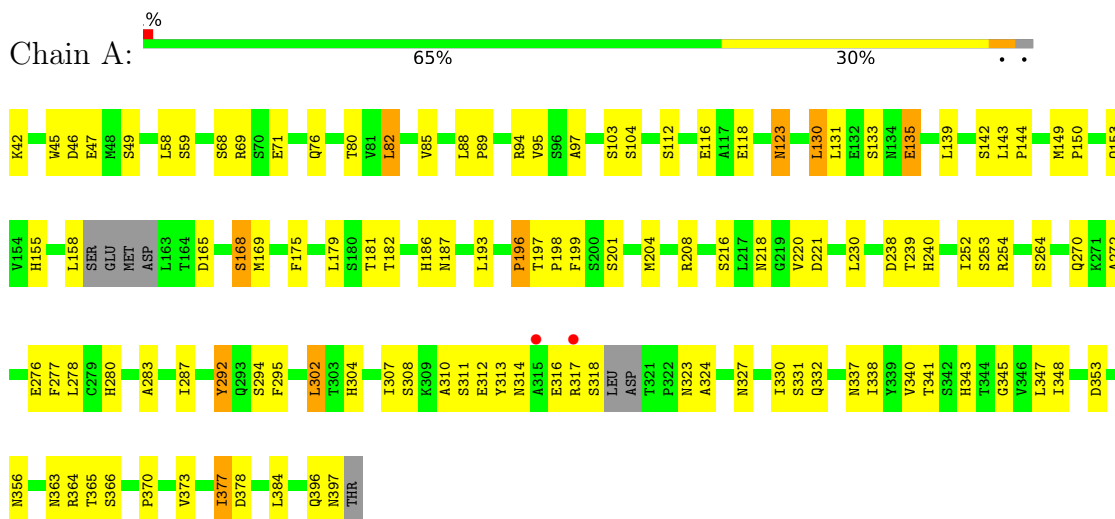 %
Chain A:
65% 30% • •
K42 W45 D46 E47 M48 S49 L58 S59 S68 R69 S70 E71 Q76 T80 V81 L82 V85 L88 P89 R94 V95 S96 A97 S103 S104 S112 E116 A117 E118 N123 L130 L131 E132 S133 N134 E135 L139 S142 L143 P144 M149 P150
V154 H155 L158 SER GLU MET ASP L163 T164 D165 S168 M169 F175 L179 S180 T181 T182 H186 N187 L193 P196 T197 P198 F199 S200 S201 M204 R208 S216 L217 N218 G219 V220 D221 L230 D238 T239 H240 I252 S253 R254 S264 Q270 K271 A272
E276 F277 L278 C279 H280 A283 I287 Y292 Q293 S294 F295 L302 T303 H304 I307 S308 K309 A310 S311 E312 Y313 N314 A315 E316 R317 S318 LEU ASP T321 P322 N323 A324 N327 I330 S331 Q332 N337 I338 Y339 V340 T341 S342 H343 T344 G345 V346 L347 I348 D353
N356 N363 R364 T365 S366 P370 V373 I377 D378 L384 Q396 N397 THR